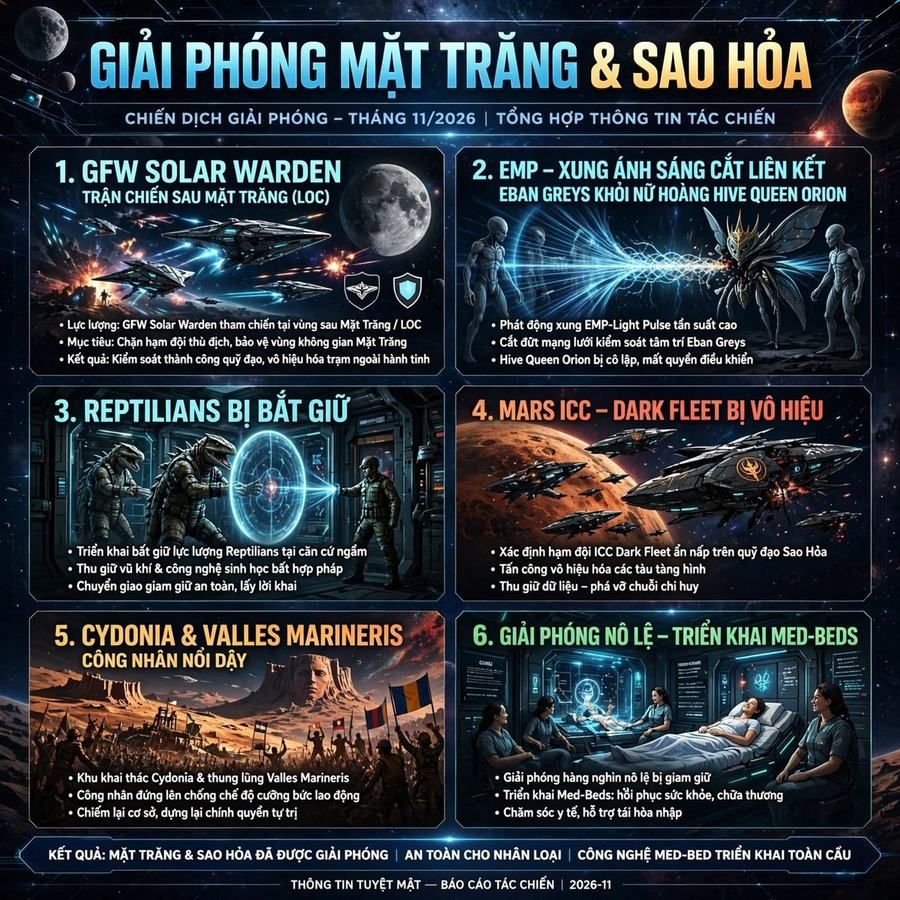 GIẢI PHÓNG MẶT TRĂNG & SAO HỎA
CHIẾN DỊCH GIẢI PHÓNG – THÁNG 11/2026 | TỔNG HỢP THÔNG TIN TÁC CHIẾN
1. GFW SOLAR WARDEN
TRẬN CHIẾN SAU MẶT TRĂNG (LOC)
• Lực lượng: GFW Solar Warden tham chiến tại vùng sau Mặt Trăng / LOC
• Mục tiêu: Chặn hạm đội thù địch, bảo vệ vùng không gian Mặt Trăng
• Kết quả: Kiểm soát thành công quỹ đạo, vô hiệu hóa trạm ngoài hành tinh
2. EMP – XUNG ÁNH SÁNG CẮT LIÊN KẾT
EBAN GREYS KHỎI NỮ HOÀNG HIVE QUEEN ORION
• Phát động xung EMP-Light Pulse tần suất cao
• Cắt đứt mạng lưới kiểm soát tâm trí Eban Greys
• Hive Queen Orion bị cô lập, mất quyền điều khiển
3. REPTILIANS BỊ BẮT GIỮ
• Triển khai bất giữ lực lượng Reptilians tại căn cứ ngầm
• Thu giữ vũ khí & công nghệ sinh học bất hợp pháp
• Chuyển giao giam giữ an toàn, lấy lời khai
4. MARS ICC – DARK FLEET BỊ VÔ HIỆU
• Xác định hạm đội ICC Dark Fleet ẩn nấp trên quỹ đạo Sao Hỏa
• Tấn công vô hiệu hóa các tàu tàng hình
• Thu giữ dữ liệu – phá vỡ chuỗi chỉ huy
5. CYDONIA & VALLES MARINERIS
CÔNG NHÂN NỔI DẬY
• Khu khai thác Cydonia & thung lũng Valles Marineris
• Công nhân đứng lên chống chế độ cưỡng bức lao động
• Chiếm lại cơ sở, dựng lại chính quyền tự trị
6. GIẢI PHÓNG NÔ LỆ – TRIỂN KHAI MED-BEDS
• Giải phóng hàng nghìn nô lệ bị giam giữ
• Triển khai Med-Beds: hồi phục sức khỏe, chữa thương
• Chăm sóc y tế, hỗ trợ tái hòa nhập
KẾT QUẢ: MẶT TRĂNG & SAO HỎA ĐÃ ĐƯỢC GIẢI PHÓNG | AN TOÀN CHO NHÂN LOẠI | CÔNG NGHỆ MED-BED TRIỂN KHAI TOÀN CẦU
THÔNG TIN TUYỆT MẬT — BÁO CÁO TÁC CHIẾN | 2026-11